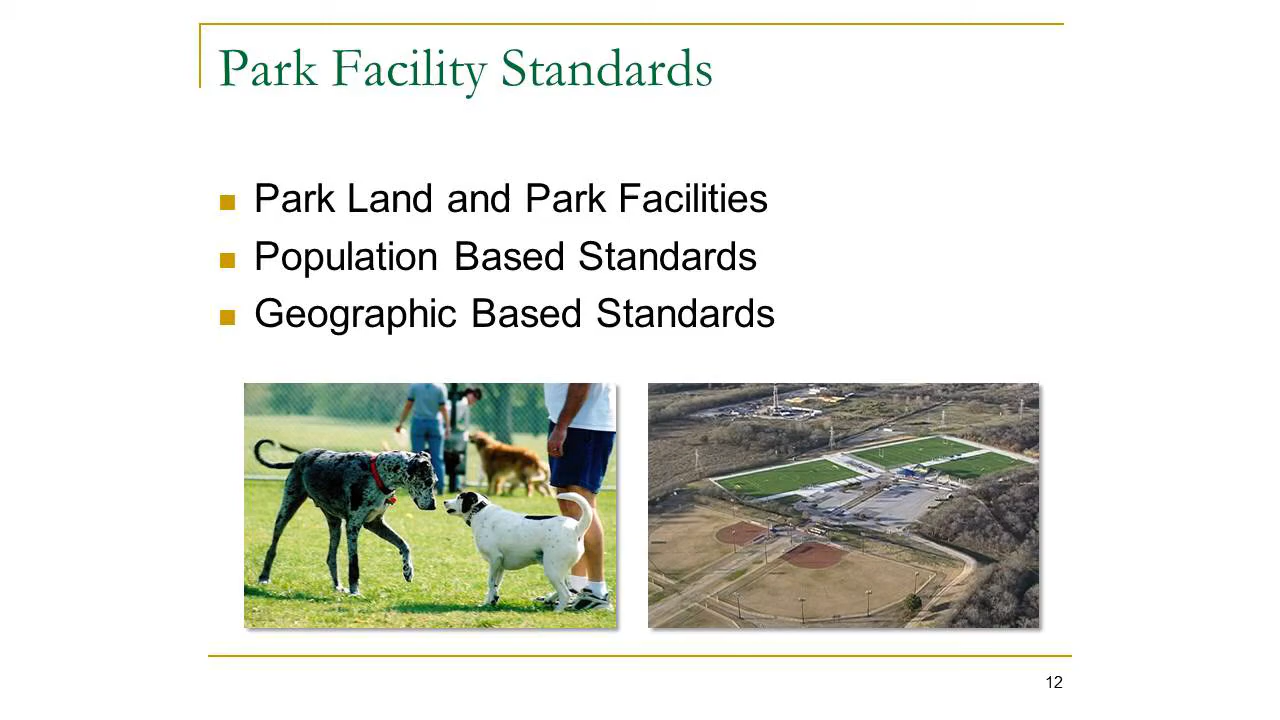 Park Facility Standards
Park Land and Park Facilities
Population Based Standards
Geographic Based Standards
12